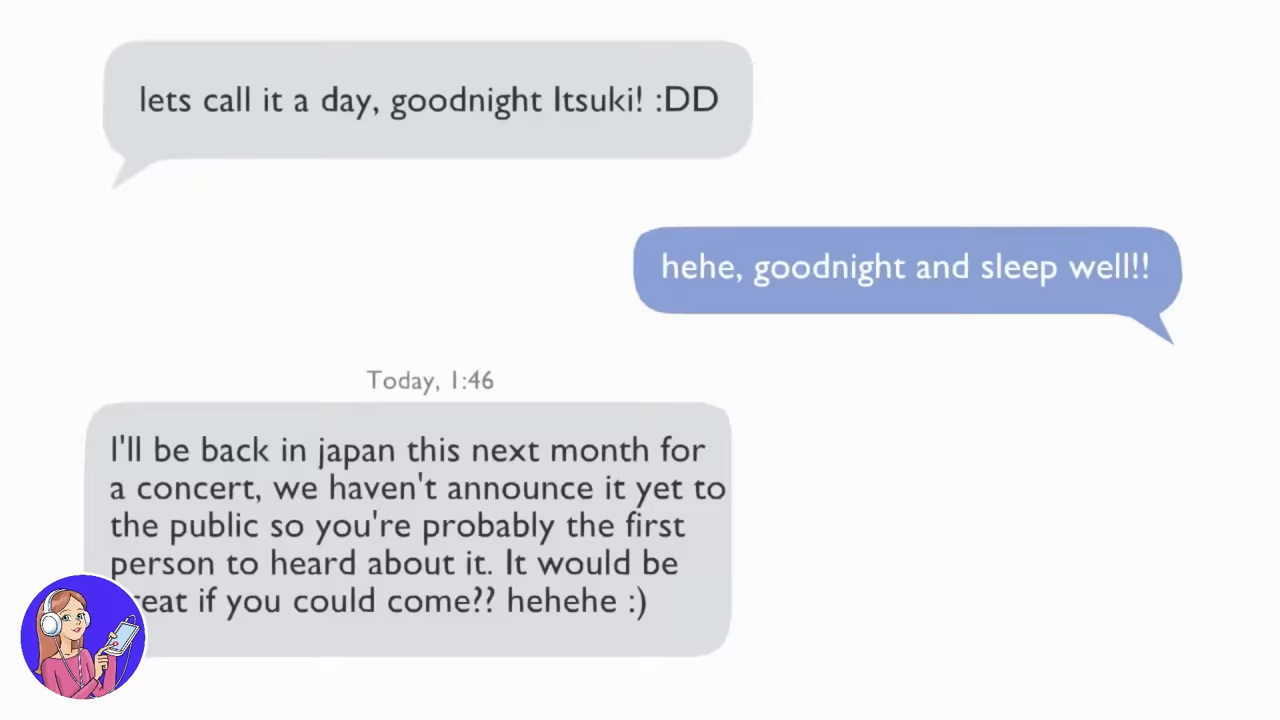 lets call it a day, goodnight Itsuki! :DD
hehe, goodnight and sleep well!!
Today, 1:46
I'll be back in japan this next month for
a concert, we haven't announce it yet to
the public so you're probably the first
person to heard about it. It would be
if you could come?? hehehe :)